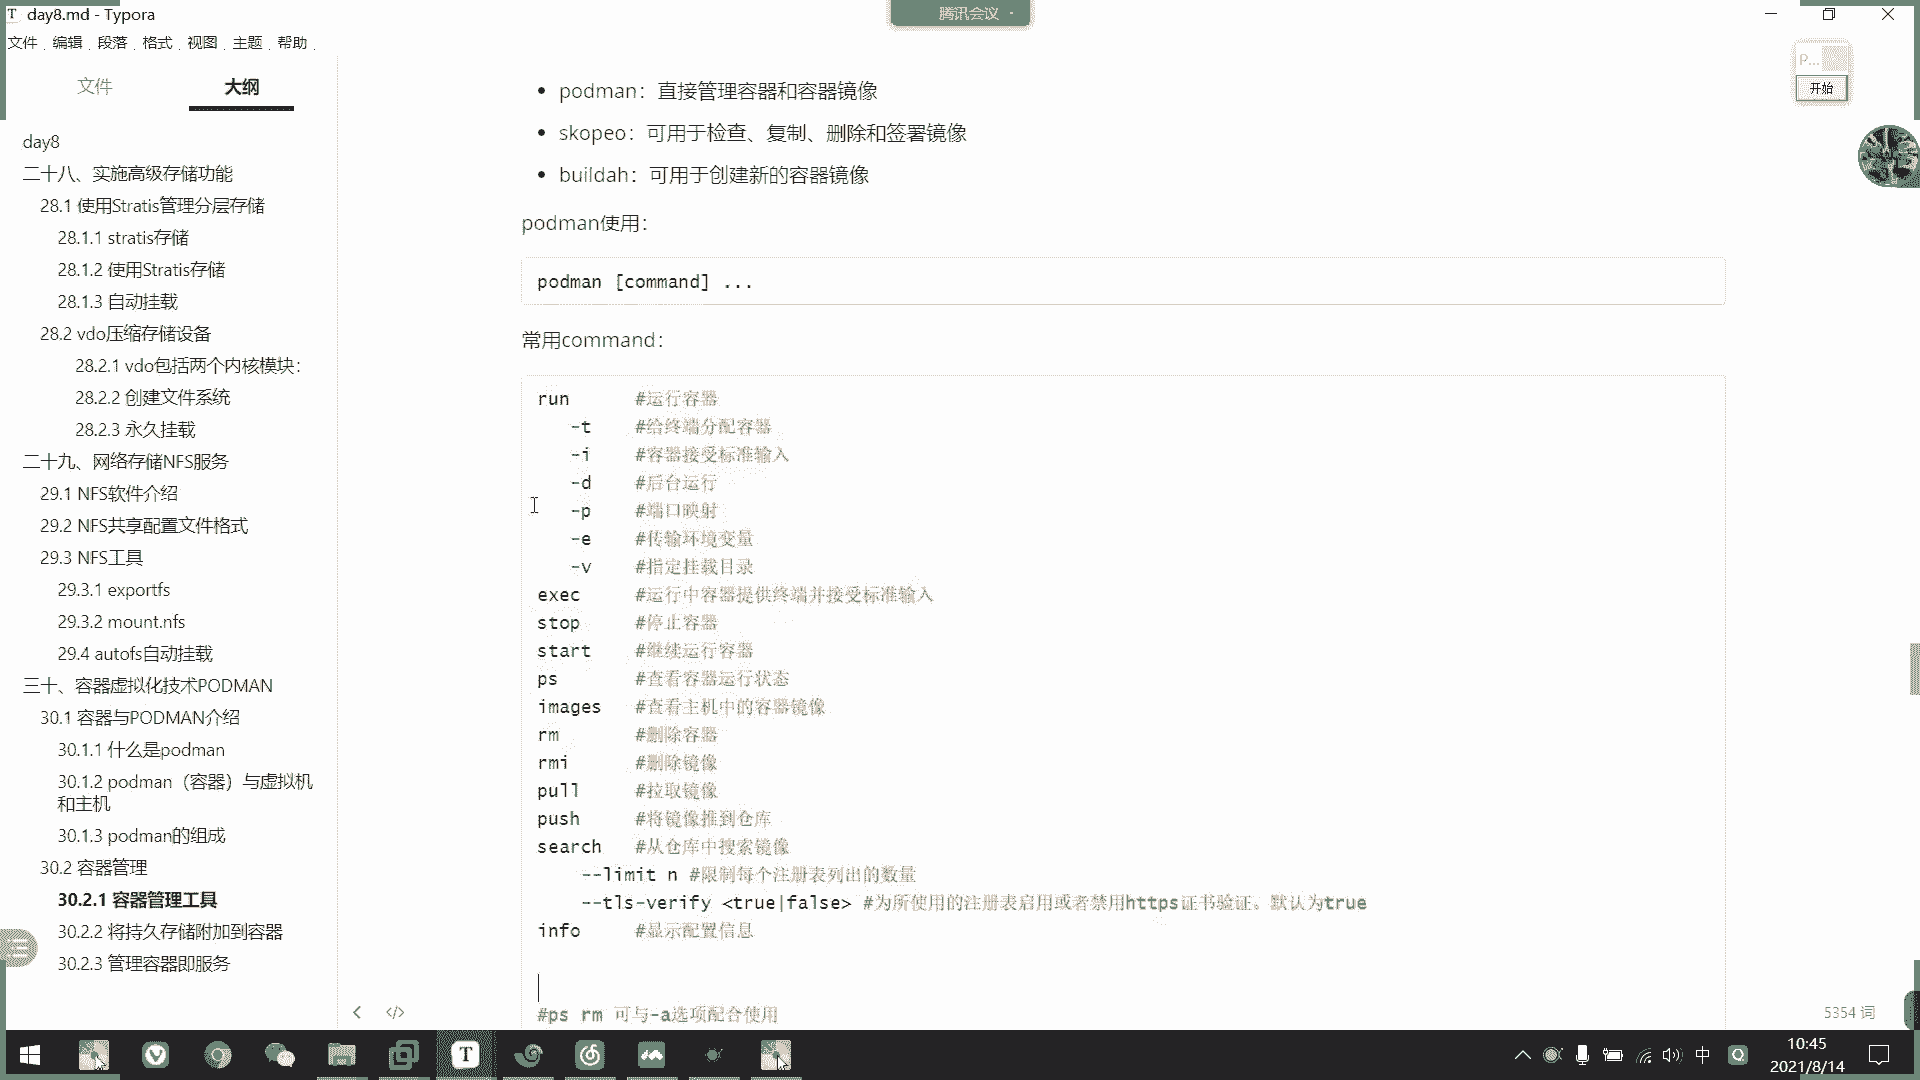 day8.md - Typora
腾讯会议
文件 编辑 段落 格式 视图 主题 帮助
文件 大纲
day8
二十八、实施高级存储功能
28.1 使用Stratis管理分层存储
28.1.1 stratis存储
28.1.2 使用Stratis存储
28.1.3 自动挂载
28.2 vdo压缩存储设备
28.2.1 vdo包括两个内核模块：
28.2.2 创建文件系统
28.2.3 永久挂载
二十九、网络存储NFS服务
29.1 NFS软件介绍
29.2 NFS共享配置文件格式
29.3 NFS工具
29.3.1 exportfs
29.3.2 mount.nfs
29.4 autofs自动挂载
三十、容器虚拟化技术PODMAN
30.1 容器与PODMAN介绍
30.1.1 什么是podman
30.1.2 podman（容器）与虚拟机
和主机
30.1.3 podman的组成
30.2 容器管理
30.2.1 容器管理工具
30.2.2 将持久存储附加到容器
30.2.3 管理容器即服务
• podman：直接管理容器和容器镜像
• skopeo：可用于检查、复制、删除和签署镜像
• buildah：可用于创建新的容器镜像
podman使用：
podman [command] ...
常用command：
run #运行容器
-t #给终端分配容器
-i #容器接受标准输入
-d #后台运行
-p #端口映射
-e #传输环境变量
-v #指定挂载目录
exec #运行中容器提供终端并接受标准输入
stop #停止容器
start #继续运行容器
ps #查看容器运行状态
images #查看主机中的容器镜像
rm #删除容器
rmi #删除镜像
pull #拉取镜像
push #将镜像推到仓库
search #从仓库中搜索镜像
--limit n #限制每个注册表列出的数量
--tls-verify <true|false> #为所使用的注册表启用或者禁用https证书验证。默认为true
info #显示配置信息
#ps rm 可与-a选项配合使用
P...
开始
5354 词
中
10:45
2021/8/14